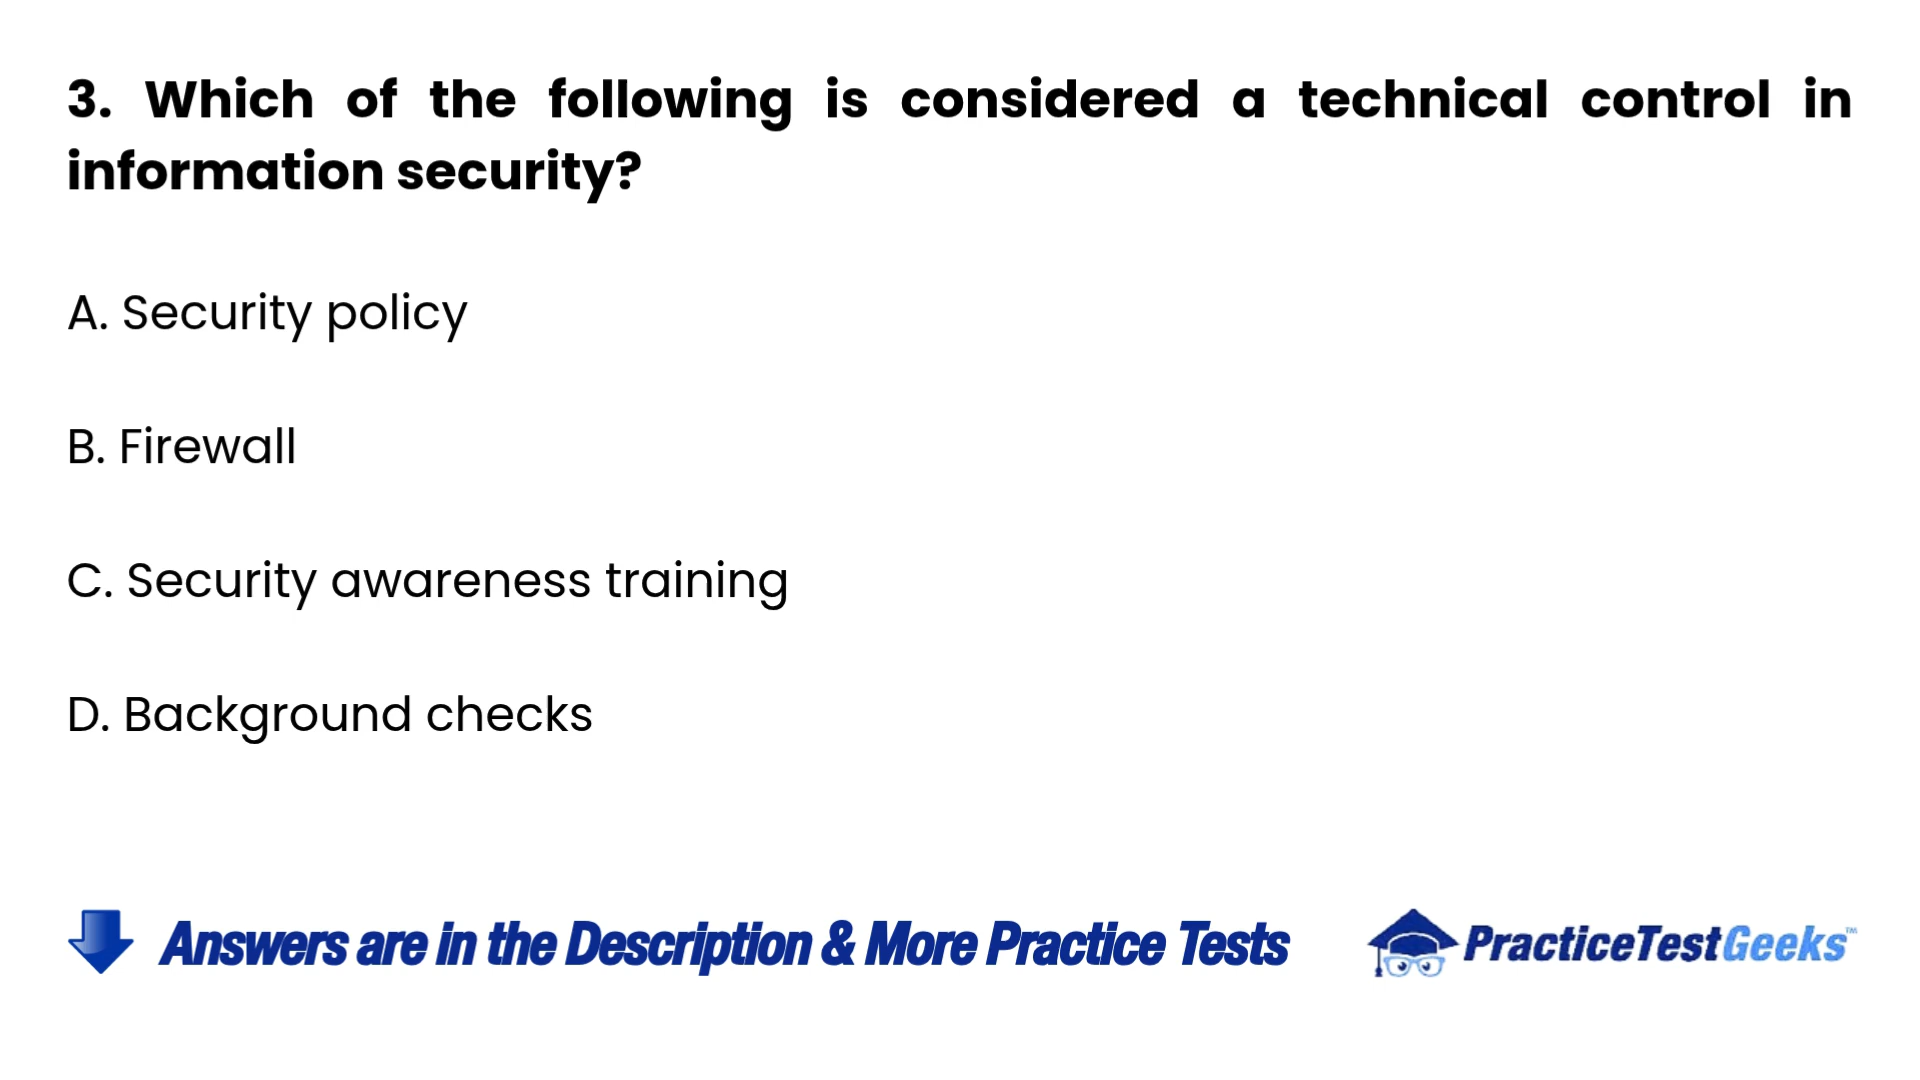 3. Which of the following is considered a technical control in
information security?
A. Security policy
B. Firewall
C. Security awareness training
D. Background checks
Answers are in the Description & More Practice Tests
PracticeTestGeeks™